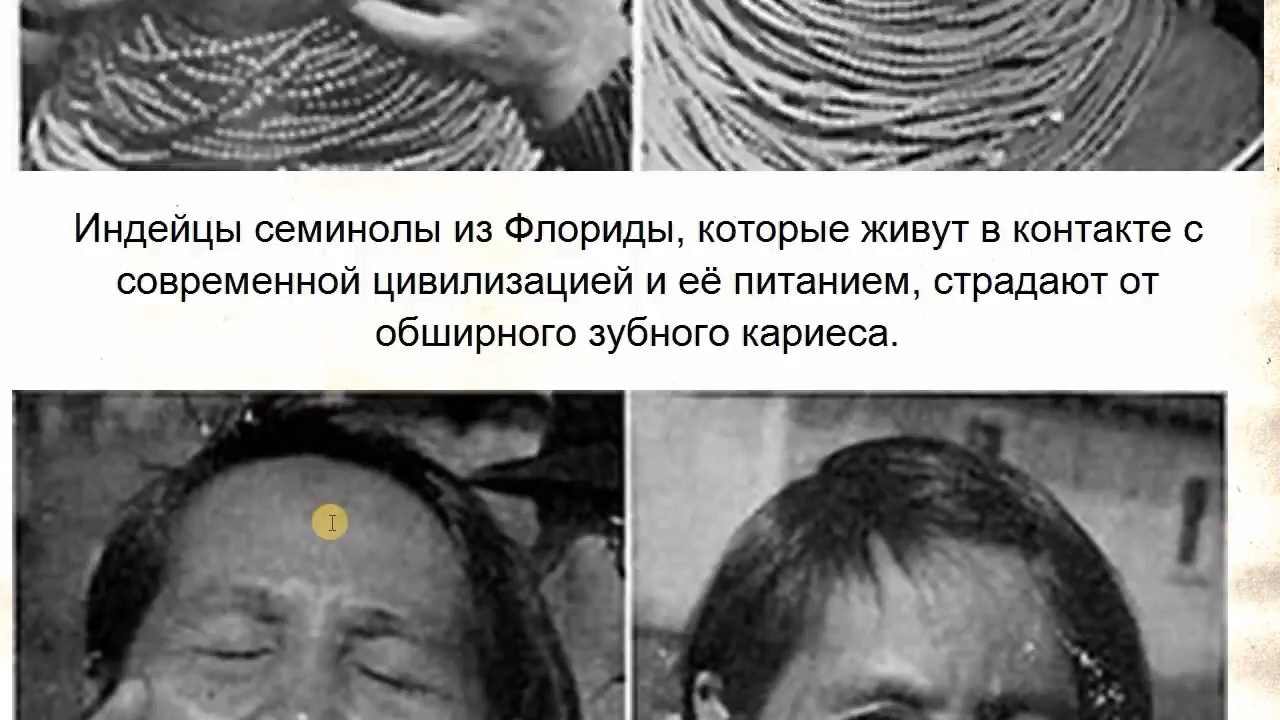 Индейцы семинолы из Флориды, которые живут в контакте с
современной цивилизацией и её питанием, страдают от
обширного зубного кариеса.